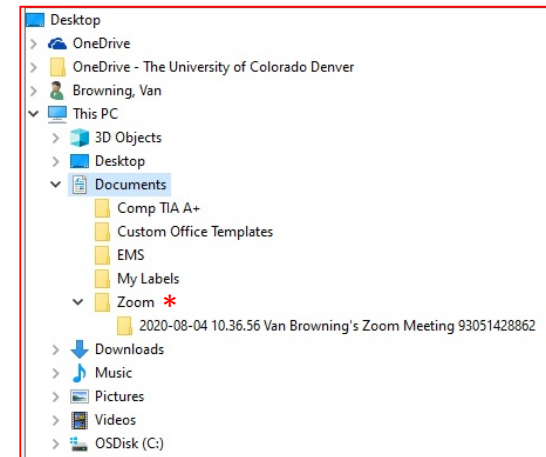 Desktop
OneDrive
OneDrive - The University of Colorado Denver
Browning, Van
This PC
3D Objects
Desktop
Documents
Comp TIA A+
Custom Office Templates
EMS
My Labels
Zoom *
2020-08-04 10.36.56 Van Browning's Zoom Meeting 93051428862
Downloads
Music
Pictures
Videos
OSDisk (C:)